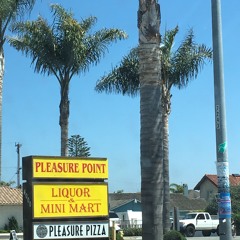 PLEASURE POINT
LIQUOR
&
MINI MART
PLEASURE PIZZA